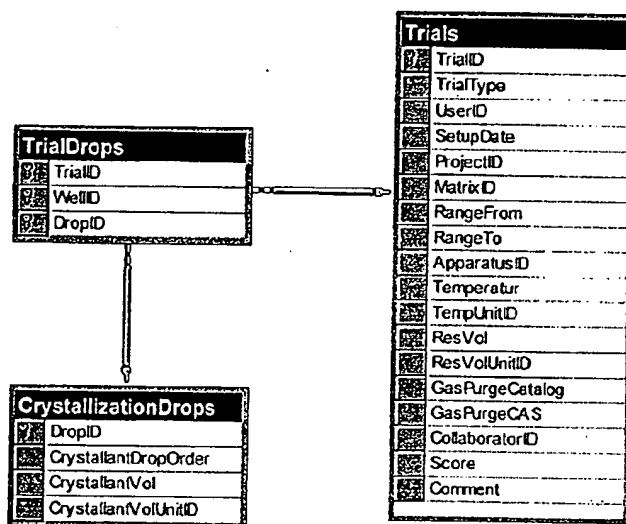 TrialDrops
TrialID
WellID
DropID
CrystallizationDrops
DropID
CrystallantDropOrder
CrystallantVol
CrystallantVolUnitID
Trials
TrialID
TrialType
UserID
SetupDate
ProjectID
MatrixID
RangeFrom
RangeTo
ApparatusID
Temperatur
TempUnitID
ResVol
ResVolUnitID
GasPurgeCatalog
GasPurgeCAS
CollaboratorID
Score
Comment